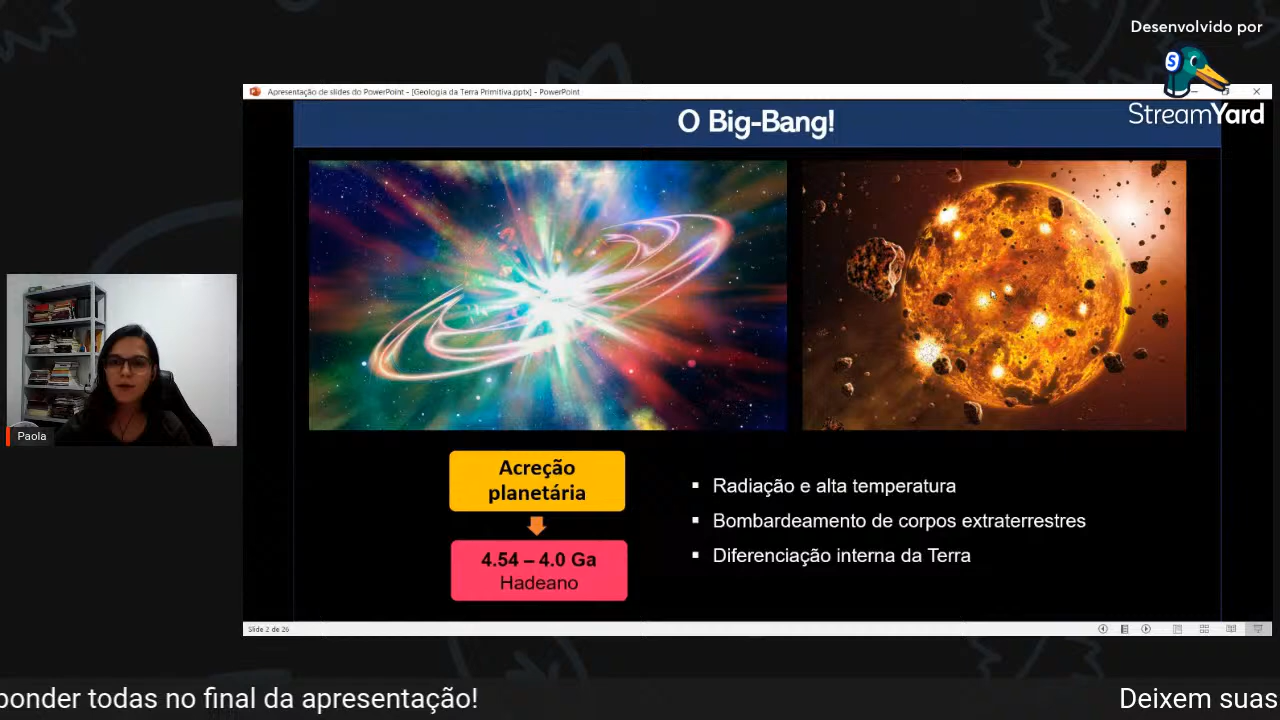 Desenvolvido por
StreamYard
Apresentação de slides do PowerPoint - [Geologia da Terra Primitiva.pptx] - PowerPoint
O Big-Bang!
Paola
Acreção
planetária
4.54 – 4.0 Ga
Hadeano
▪ Radiação e alta temperatura
▪ Bombardeamento de corpos extraterrestres
▪ Diferenciação interna da Terra
Slide 2 de 26
ponder todas no final da apresentação!
Deixem suas